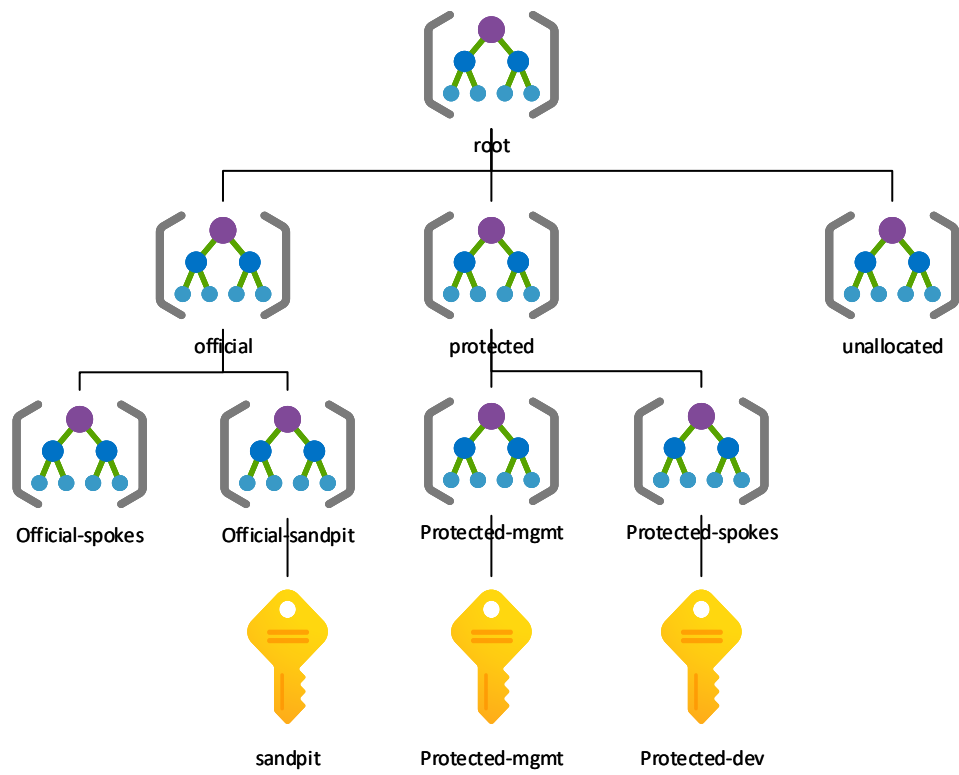 root
official
protected
unallocated
Official-spokes
Official-sandpit
Protected-mgmt
Protected-spokes
sandpit
Protected-mgmt
Protected-dev